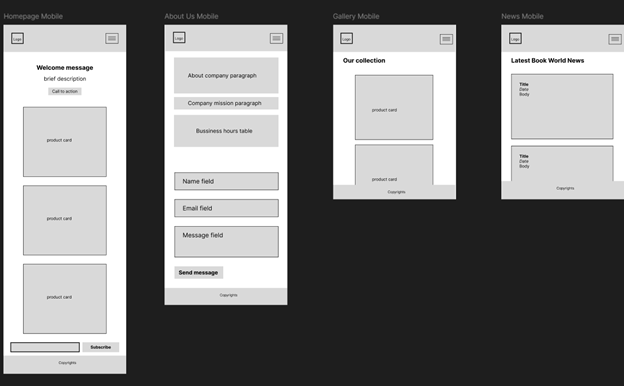 Homepage Mobile
Logo
Welcome message
brief description
Call to action
product card
product card
product card
Subscribe
Copyrights
About Us Mobile
Logo
About company paragraph
Company mission paragraph
Bussiness hours table
Name field
Email field
Message field
Send message
Copyrights
Gallery Mobile
Logo
Our collection
product card
product card
Copyrights
News Mobile
Logo
Latest Book World News
Title
Date
Body
Title
Date
Body
Copyrights